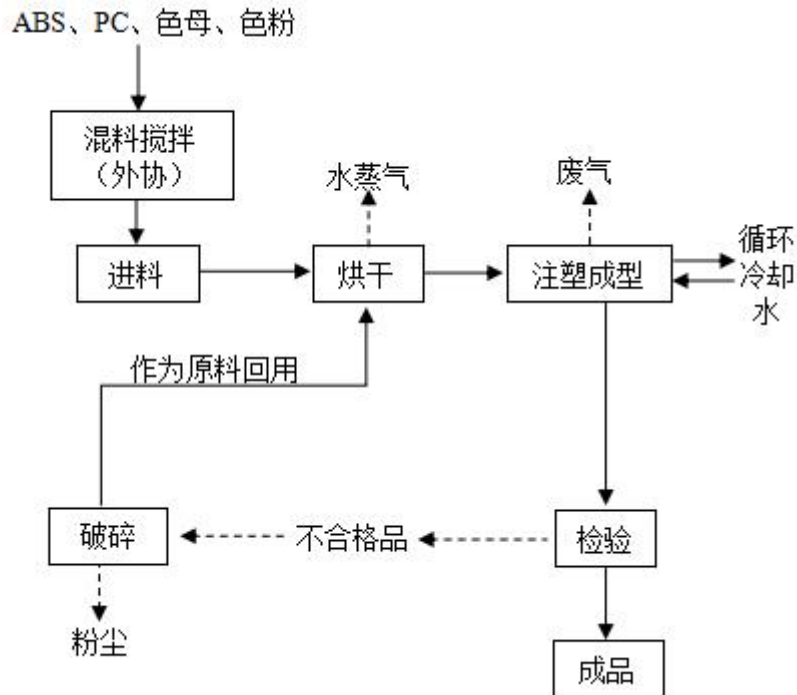 ABS、PC、色母、色粉
混料搅拌
（外协）
水蒸气
废气
进料
烘干
注塑成型
循环
冷却
水
作为原料回用
破碎
不合格品
检验
粉尘
成品